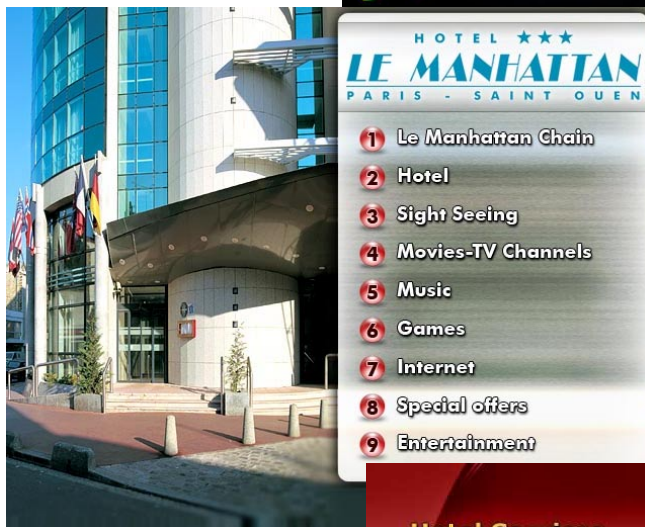 HOTEL ★★★
LE MANHATTAN
PARIS - SAINT OUEN
1 Le Manhattan Chain
2 Hotel
3 Sight Seeing
4 Movies-TV Channels
5 Music
6 Games
7 Internet
8 Special offers
9 Entertainment